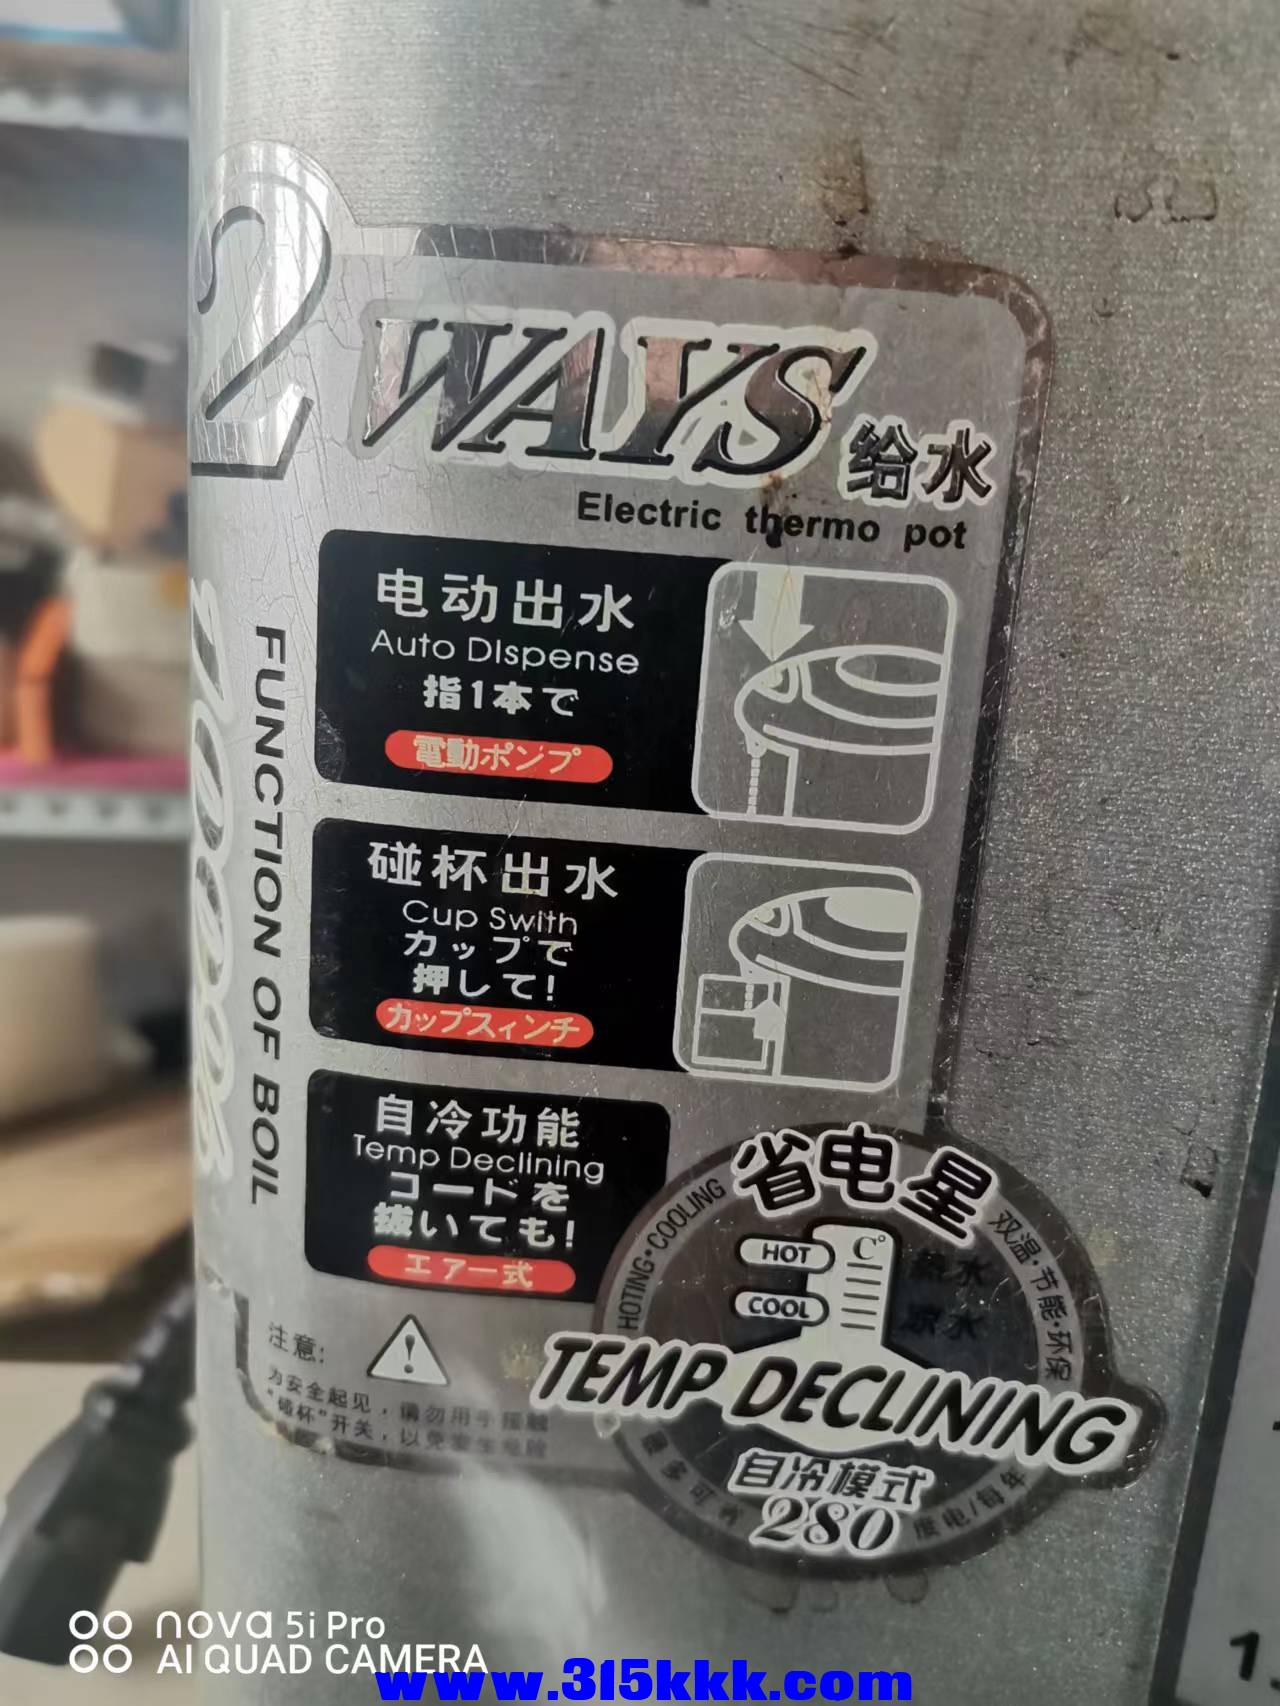 2 WAYS 给水
Electric thermo pot
电动出水
Auto DIspense
指1本で
電動ポンプ
碰杯出水
Cup Swith
カップで
押して!
カップスィンチ
自冷功能
Temp Declining
コードを
抜いても!
エアー式
100%
FUNCTION OF BOIL
注意:
为安全起见,请勿用手接触
"碰杯"开关,以免发生危险
省电星
HOTING·COOLING
双温·节能·环保
HOT
C°
热水
COOL
凉水
TEMP DECLINING
自冷模式
280
最多可
度电/每年
nova 5i Pro
AI QUAD CAMERA
www.315kkk.com